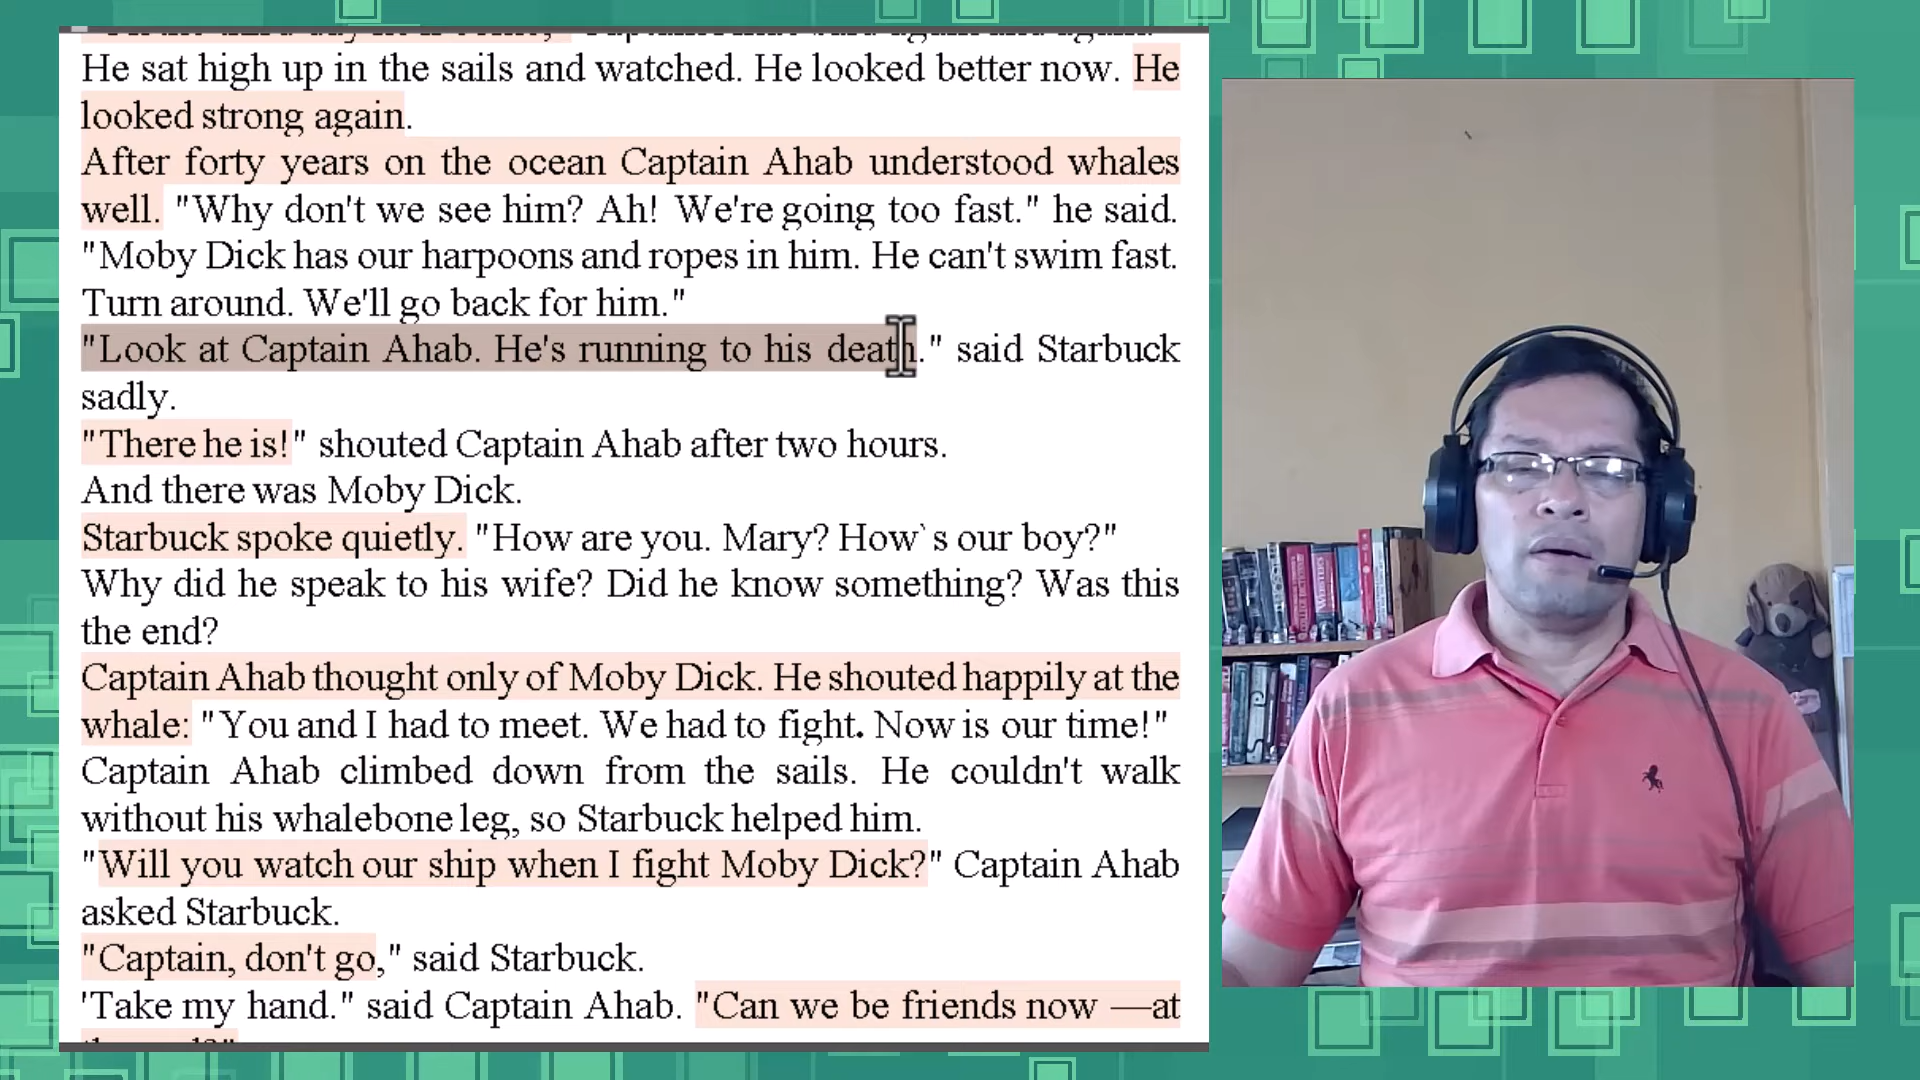 He sat high up in the sails and watched. He looked better now. He
looked strong again.
After forty years on the ocean Captain Ahab understood whales
well. "Why don't we see him? Ah! We're going too fast." he said.
"Moby Dick has our harpoons and ropes in him. He can't swim fast.
Turn around. We'll go back for him."
"Look at Captain Ahab. He's running to his death." said Starbuck
sadly.
"There he is!" shouted Captain Ahab after two hours.
And there was Moby Dick.
Starbuck spoke quietly. "How are you. Mary? How`s our boy?"
Why did he speak to his wife? Did he know something? Was this
the end?
Captain Ahab thought only of Moby Dick. He shouted happily at the
whale: "You and I had to meet. We had to fight. Now is our time!"
Captain Ahab climbed down from the sails. He couldn't walk
without his whalebone leg, so Starbuck helped him.
"Will you watch our ship when I fight Moby Dick?" Captain Ahab
asked Starbuck.
"Captain, don't go," said Starbuck.
'Take my hand." said Captain Ahab. "Can we be friends now —at